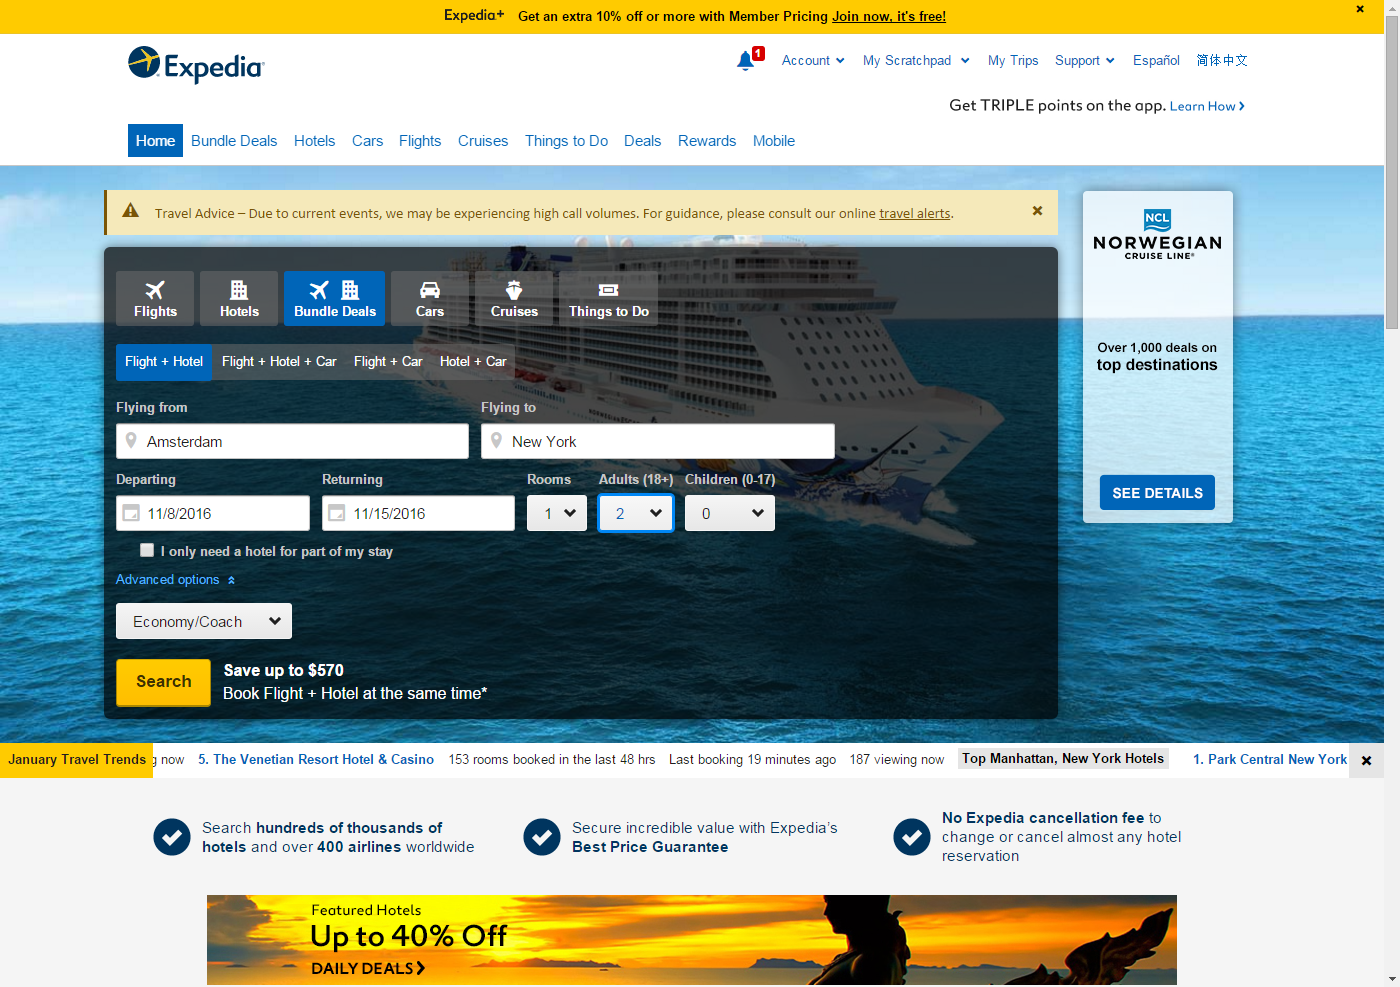 Expedia+ Get an extra 10% off or more with Member Pricing Join now, it's free!
Expedia
1 Account My Scratchpad My Trips Support Español 简体中文
Get TRIPLE points on the app. Learn How
Home Bundle Deals Hotels Cars Flights Cruises Things to Do Deals Rewards Mobile
Travel Advice – Due to current events, we may be experiencing high call volumes. For guidance, please consult our online travel alerts.
NCL
NORWEGIAN
CRUISE LINE®
Over 1,000 deals on
top destinations
SEE DETAILS
Flights Hotels Bundle Deals Cars Cruises Things to Do
Flight + Hotel Flight + Hotel + Car Flight + Car Hotel + Car
Flying from Flying to
Amsterdam New York
Departing Returning Rooms Adults (18+) Children (0-17)
11/8/2016 11/15/2016 1 2 0
I only need a hotel for part of my stay
Advanced options
Economy/Coach
Search
Save up to $570
Book Flight + Hotel at the same time*
January Travel Trends g now 5. The Venetian Resort Hotel & Casino 153 rooms booked in the last 48 hrs Last booking 19 minutes ago 187 viewing now Top Manhattan, New York Hotels 1. Park Central New York
Search hundreds of thousands of
hotels and over 400 airlines worldwide
Secure incredible value with Expedia’s
Best Price Guarantee
No Expedia cancellation fee to
change or cancel almost any hotel
reservation
Featured Hotels
Up to 40% Off
DAILY DEALS